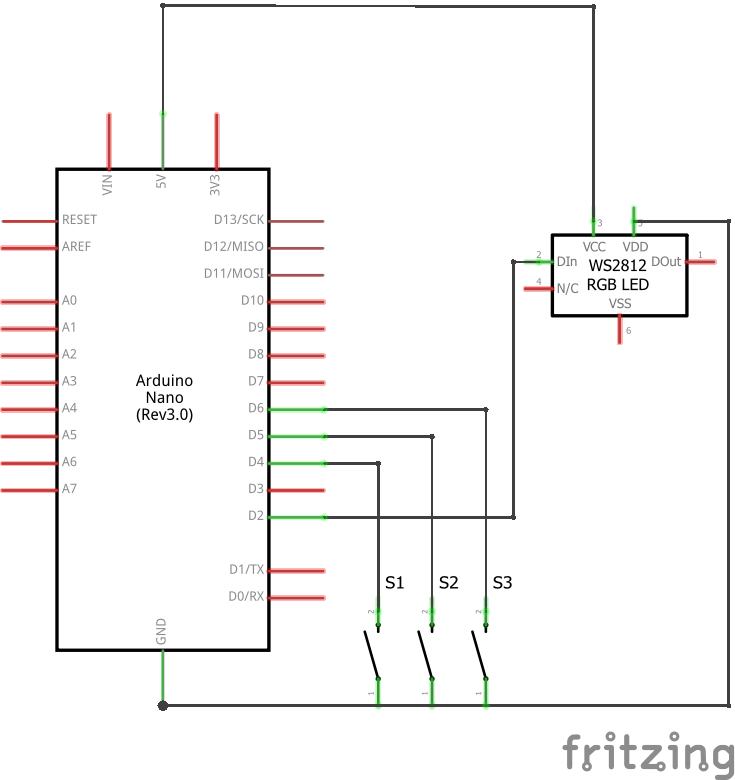 VIN
5V
3V3
RESET
AREF
D13/SCK
D12/MISO
D11/MOSI
A0
A1
A2
A3
A4
A5
A6
A7
D10
D9
D8
D7
D6
D5
D4
D3
D2
D1/TX
D0/RX
Arduino
Nano
(Rev3.0)
GND
3
5
VCC VDD
2 DIn
WS2812
DOut 1
4 N/C
RGB LED
VSS
6
S1 S2 S3
2 2 2
1 1 1
fritzing